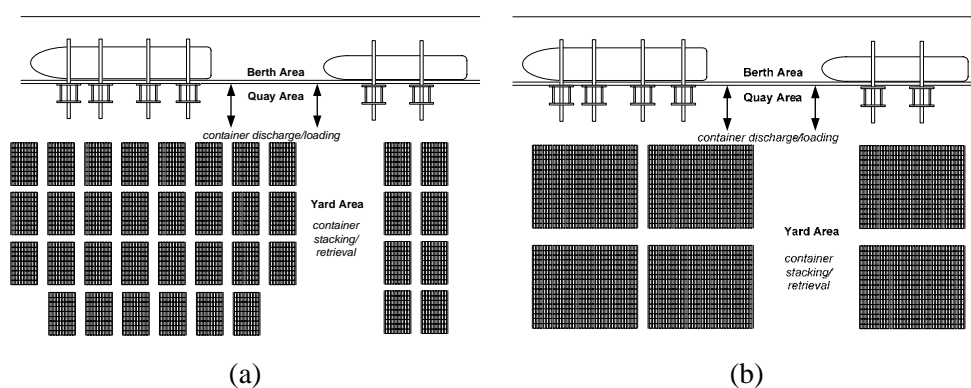 Berth Area
Quay Area
container discharge/loading
Yard Area
container
stacking/
retrieval
(a)
Berth Area
Quay Area
container discharge/loading
Yard Area
container
stacking/
retrieval
(b)